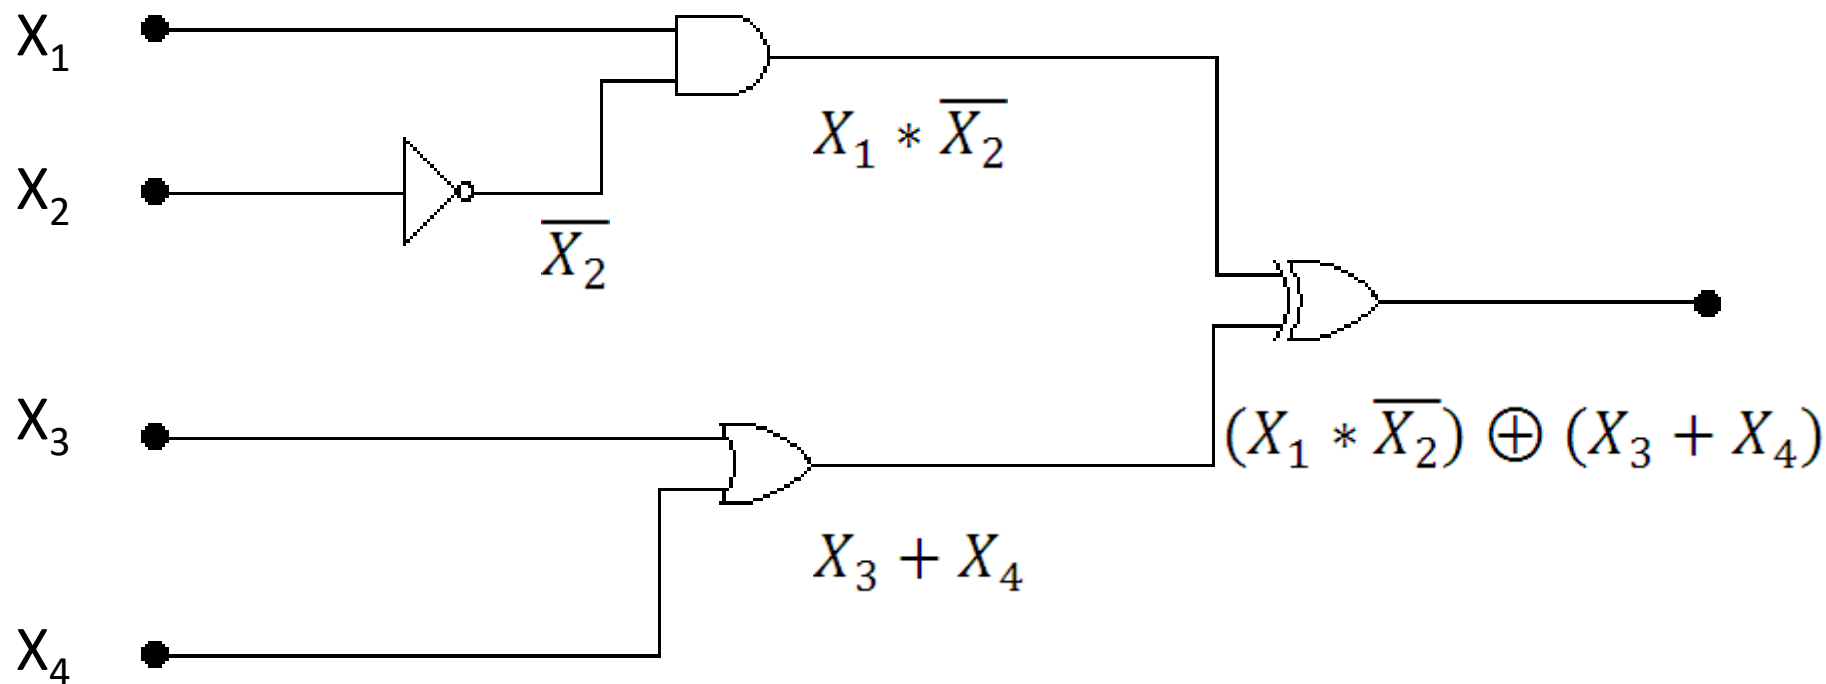 X₁
X₁ * X̅₂̅
X₂
X̅₂̅
X₃
(X₁ * X̅₂̅) ⊕ (X₃ + X₄)
X₃ + X₄
X₄